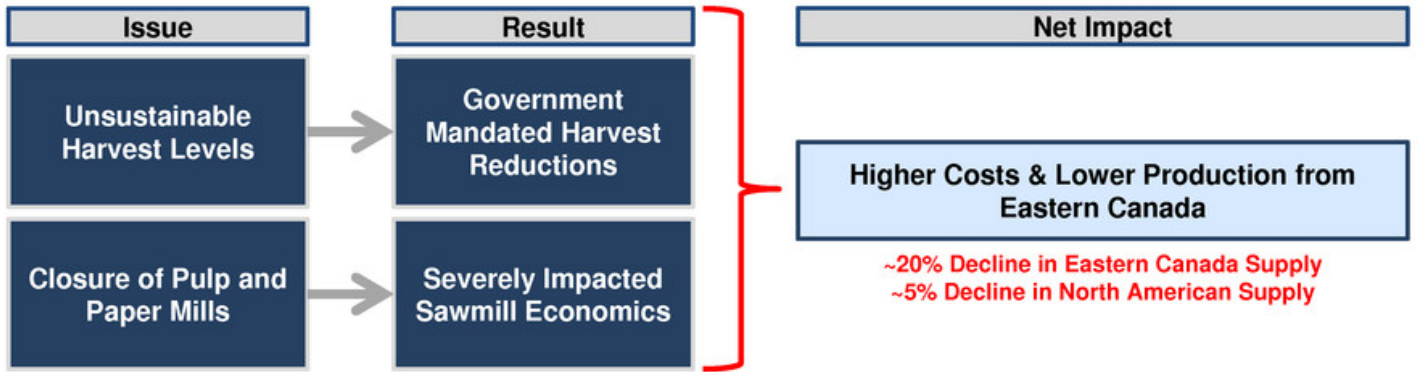 Issue
Result
Net Impact
Unsustainable
Harvest Levels
Government
Mandated Harvest
Reductions
Closure of Pulp and
Paper Mills
Severely Impacted
Sawmill Economics
Higher Costs & Lower Production from
Eastern Canada
~20% Decline in Eastern Canada Supply
~5% Decline in North American Supply